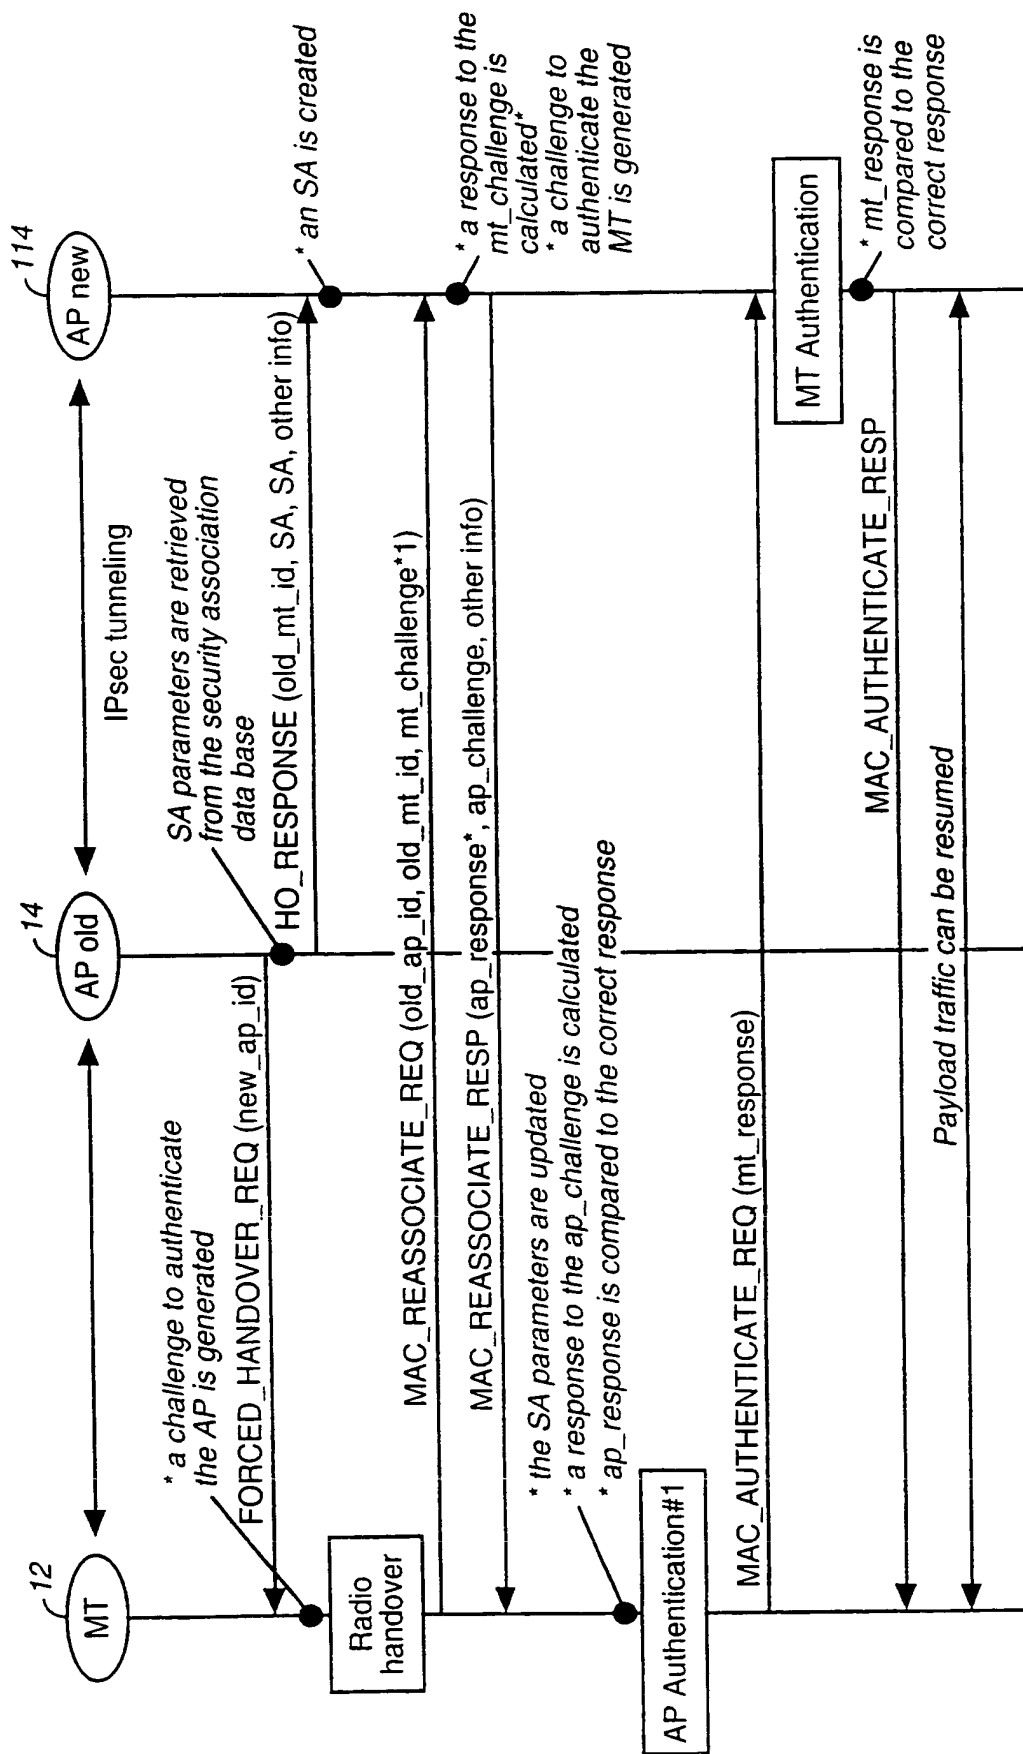 12
MT
14
AP old
114
AP new
IPsec tunneling
* a challenge to authenticate
the AP is generated
FORCED_HANDOVER_REQ (new_ap_id)
SA parameters are retrieved
from the security association
data base
HO_RESPONSE (old_mt_id, SA, SA, other info)
* an SA is created
Radio
handover
MAC_REASSOCIATE_REQ (old_ap_id, old_mt_id, mt_challenge*1)
* a response to the
mt_challenge is
calculated*
* a challenge to
authenticate the
MT is generated
MAC_REASSOCIATE_RESP (ap_response*, ap_challenge, other info)
* the SA parameters are updated
* a response to the ap_challenge is calculated
* ap_response is compared to the correct response
AP Authentication#1
MAC_AUTHENTICATE_REQ (mt_response)
MT Authentication
* mt_response is
compared to the
correct response
MAC_AUTHENTICATE_RESP
Payload traffic can be resumed